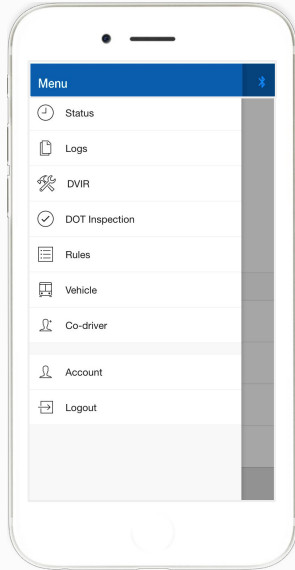 Menu
Status
Logs
DVIR
DOT Inspection
Rules
Vehicle
Co-driver
Account
Logout